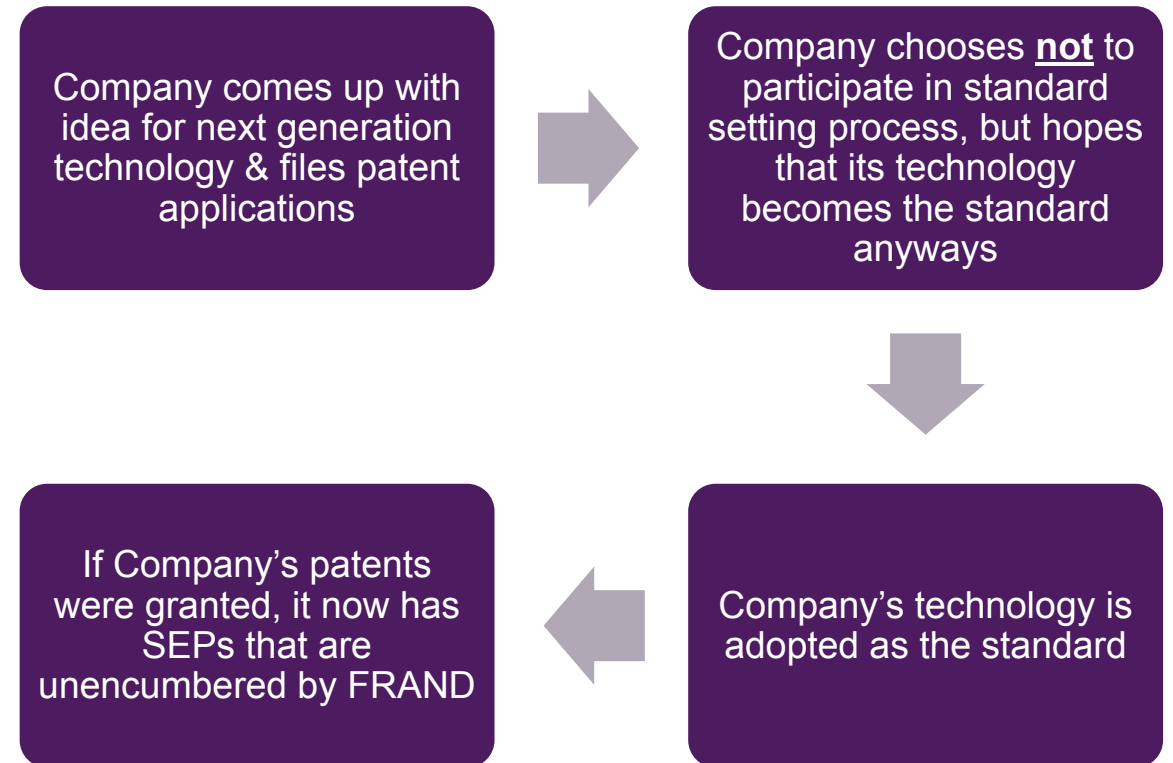 Company comes up with
idea for next generation
technology & files patent
applications
Company chooses not to
participate in standard
setting process, but hopes
that its technology
becomes the standard
anyways
Company’s technology is
adopted as the standard
If Company’s patents
were granted, it now has
SEPs that are
unencumbered by FRAND